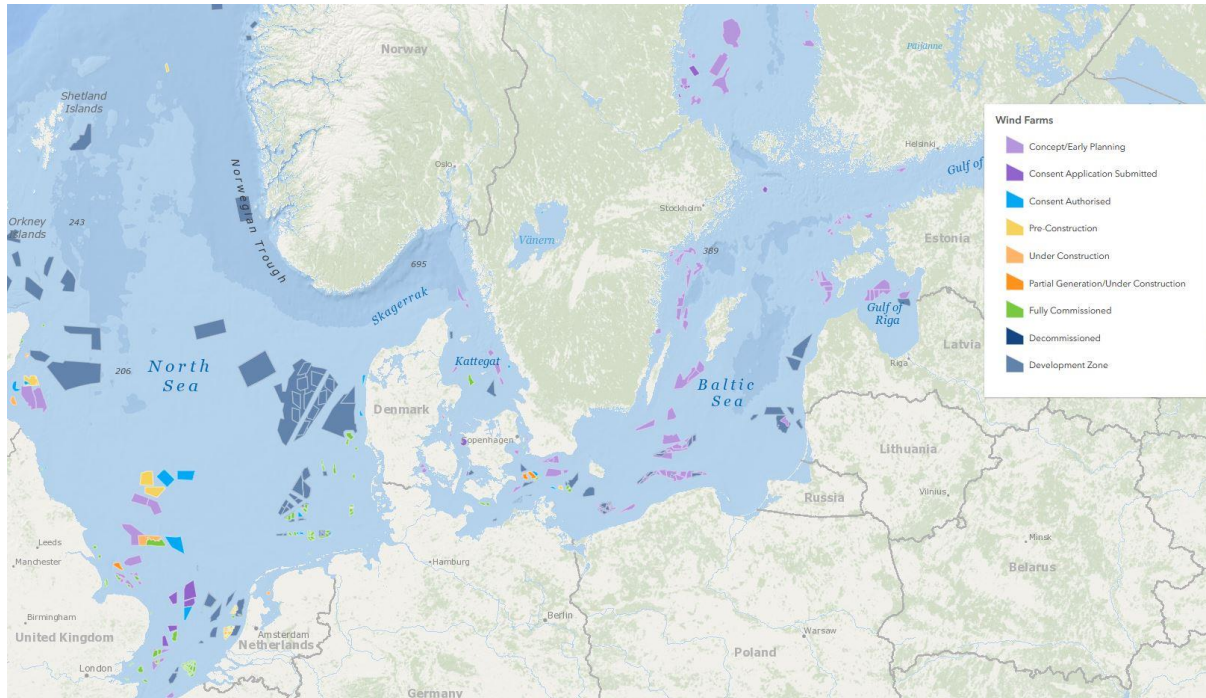 Norway
Päijänne
Shetland
Islands
Wind Farms
Concept/Early Planning
Consent Application Submitted
Consent Authorised
Pre-Construction
Under Construction
Partial Generation/Under Construction
Fully Commissioned
Decommissioned
Development Zone
Helsinki
Oslo
Gulf of
Norwegian Trough
Stockholm
Orkney
Islands
243
Vänern
389
Estonia
695
Skagerrak
Gulf of
Riga
Latvia
Riga
North
Sea
206
Kattegat
Baltic
Sea
Denmark
Copenhagen
Lithuania
Russia
Vilnius
Leeds
Manchester
Minsk
Hamburg
Belarus
Birmingham
United Kingdom
Amsterdam
Netherlands
Berlin
Warsaw
Poland
London
Germany